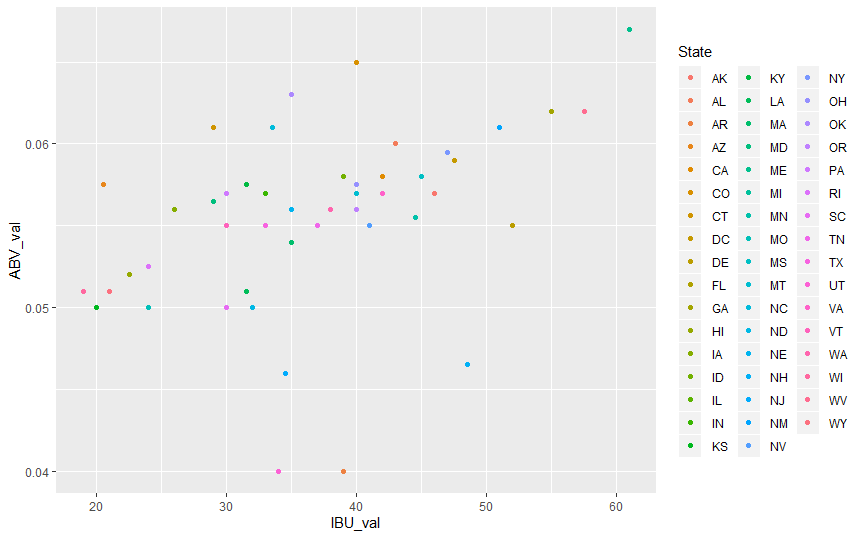 State
AK KY NY
AL LA OH
AR MA OK
AZ MD OR
CA ME PA
CO MI RI
CT MN SC
DC MO TN
DE MS TX
FL MT UT
GA NC VA
HI ND VT
IA NE WA
ID NH WI
IL NJ WV
IN NM WY
KS NV
ABV_val
0.06
0.05
0.04
20 30 40 50 60
IBU_val